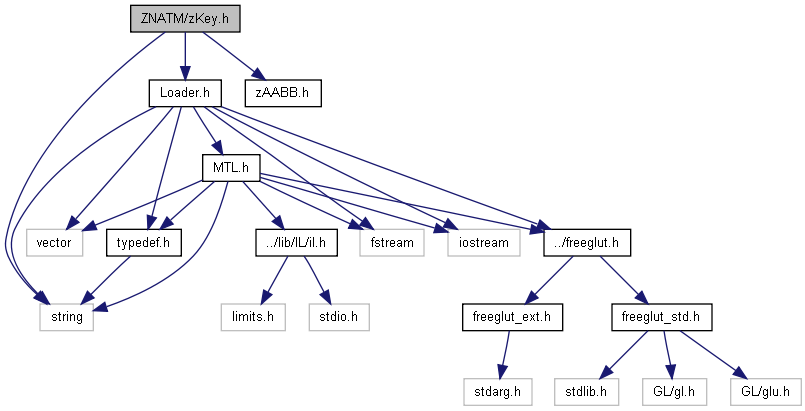 ZNATM/zKey.h
Loader.h
zAABB.h
MTL.h
vector
typedef.h
../lib/IL/il.h
fstream
iostream
../freeglut.h
string
limits.h
stdio.h
freeglut_ext.h
freeglut_std.h
stdarg.h
stdlib.h
GL/gl.h
GL/glu.h